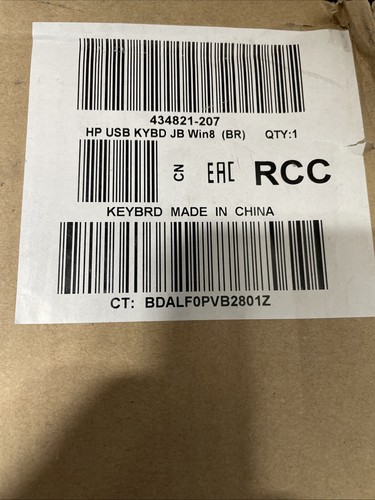 434821-207
HP USB KYBD JB Win8 (BR) QTY:1
CN EAC RCC
KEYBRD MADE IN CHINA
CT: BDALF0PVB2801Z